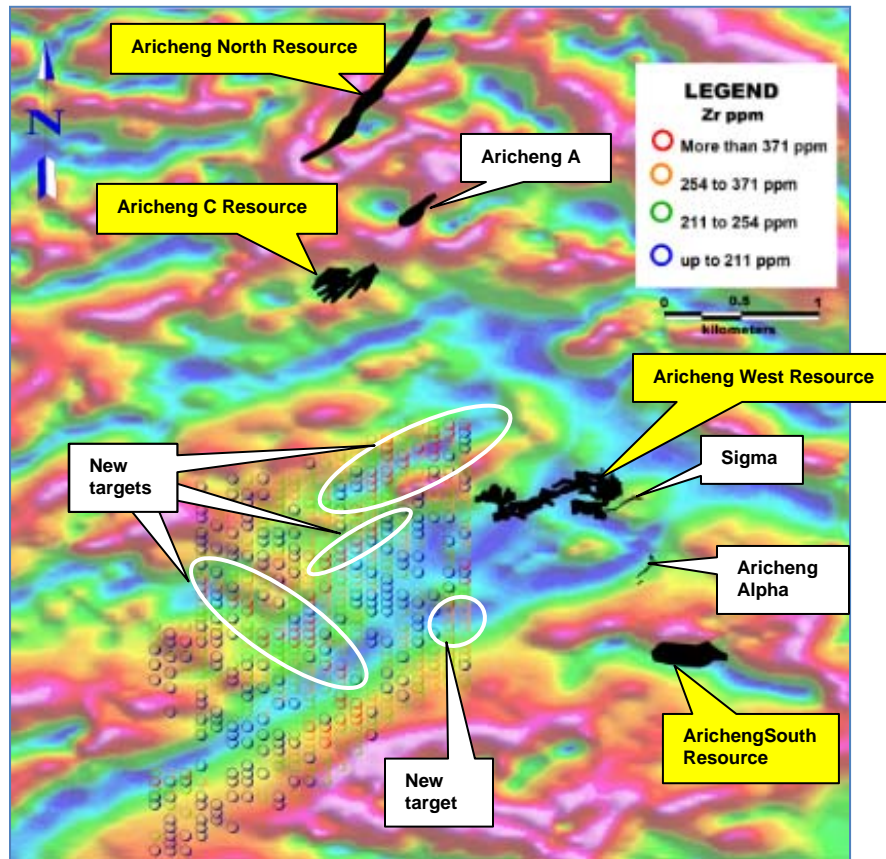 Aricheng North Resource
N
LEGEND
Zr ppm
More than 371 ppm
254 to 371 ppm
211 to 254 ppm
up to 211 ppm
0 0.5 1
kilometers
Aricheng A
Aricheng C Resource
Aricheng West Resource
New
targets
Sigma
Aricheng
Alpha
ArichengSouth
Resource
New
target